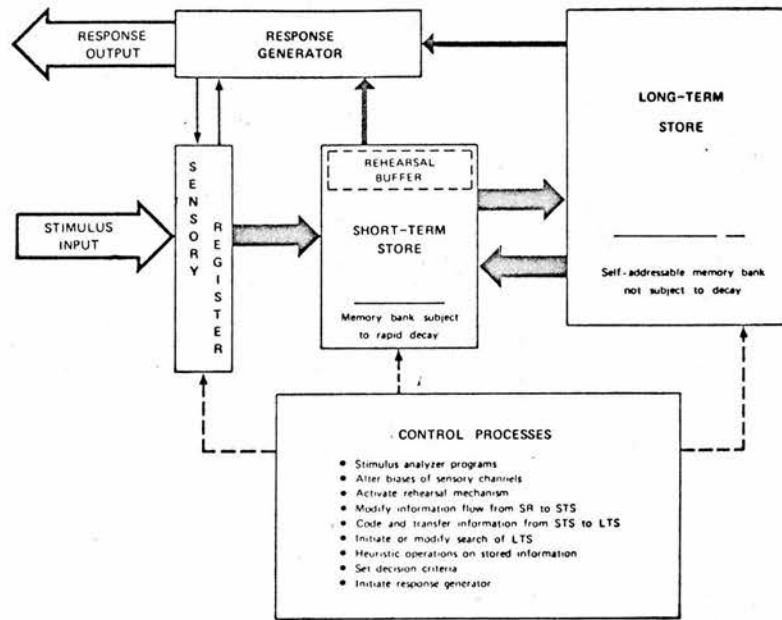 RESPONSE
OUTPUT
RESPONSE
GENERATOR
LONG-TERM
STORE
SENSORY
REGISTER
REHEARSAL
BUFFER
STIMULUS
INPUT
SHORT-TERM
STORE
Self-addressable memory bank
not subject to decay
Memory bank subject
to rapid decay
CONTROL PROCESSES
• Stimulus analyzer programs
• Alter biases of sensory channels
• Activate rehearsal mechanism
• Modify information flow from SR to STS
• Code and transfer information from STS to LTS
• Initiate or modify search of LTS
• Heuristic operations on stored information
• Set decision criteria
• Initiate response generator